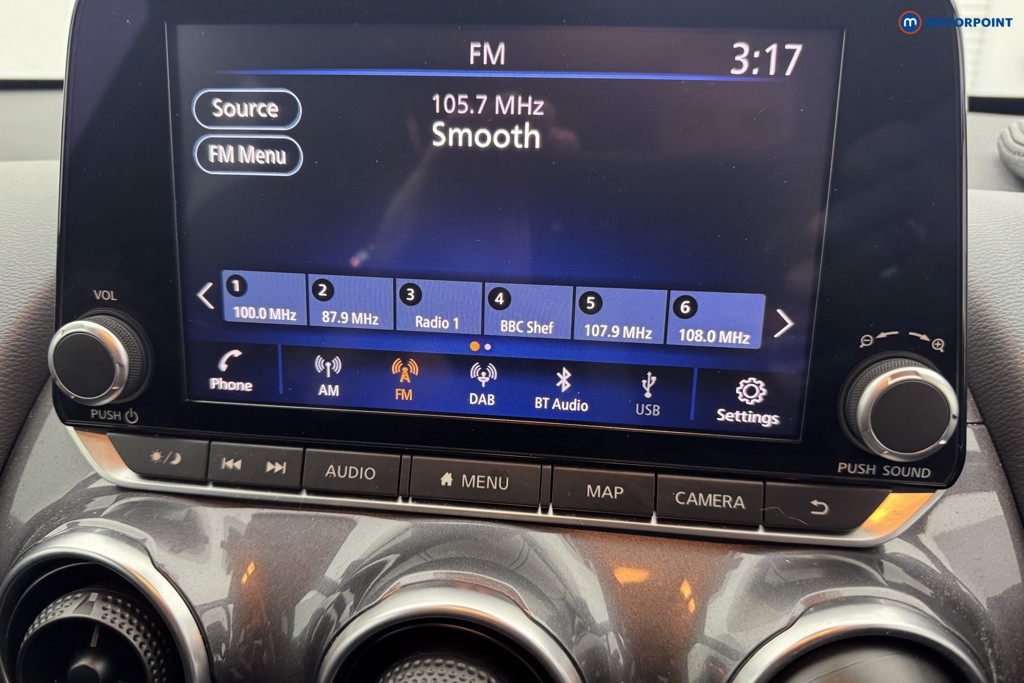 m MOTORPOINT
FM
3:17
Source
105.7 MHz
FM Menu
Smooth
1
100.0 MHz
2
87.9 MHz
3
Radio 1
4
BBC Shef
5
107.9 MHz
6
108.0 MHz
Phone
AM
FM
DAB
BT Audio
USB
Settings
VOL
PUSH
PUSH SOUND
AUDIO
MENU
MAP
CAMERA